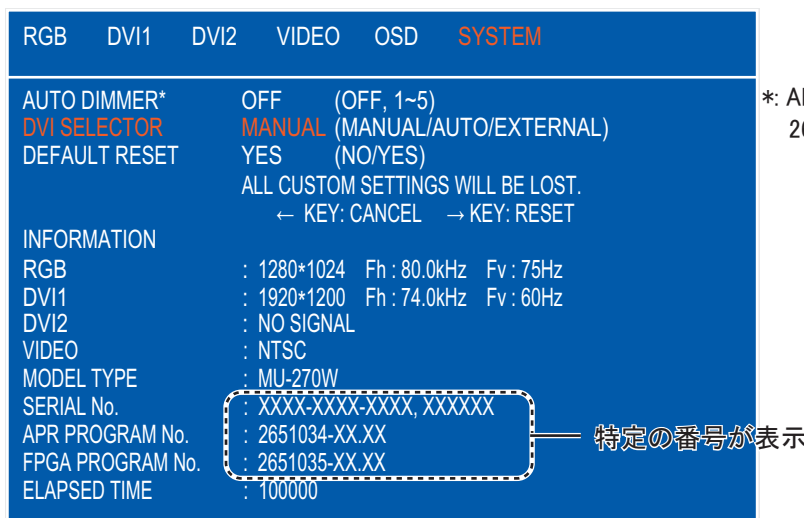 RGB DVI1 DVI2 VIDEO OSD SYSTEM
AUTO DIMMER* OFF (OFF, 1~5)
DVI SELECTOR MANUAL (MANUAL/AUTO/EXTERNAL)
DEFAULT RESET YES (NO/YES)
ALL CUSTOM SETTINGS WILL BE LOST.
← KEY: CANCEL → KEY: RESET
INFORMATION
RGB : 1280*1024 Fh : 80.0kHz Fv : 75Hz
DVI1 : 1920*1200 Fh : 74.0kHz Fv : 60Hz
DVI2 : NO SIGNAL
VIDEO : NTSC
MODEL TYPE : MU-270W
SERIAL No. : XXXX-XXXX-XXXX, XXXXXX
APR PROGRAM No. : 2651034-XX.XX
FPGA PROGRAM No. : 2651035-XX.XX
ELAPSED TIME : 100000
*:
特定の番号が表示